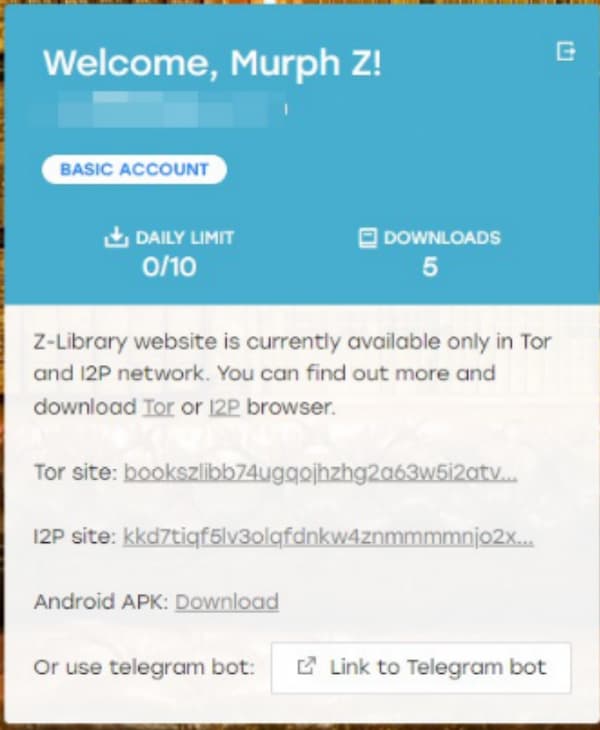 Welcome, Murph Z!
BASIC ACCOUNT
DAILY LIMIT
0/10
DOWNLOADS
5
Z-Library website is currently available only in Tor
and I2P network. You can find out more and
download Tor or I2P browser.
Tor site: bookszlibb74ugqojhzhg2a63w5i2atv...
I2P site: kkd7tiqf5lv3olqfdnkw4znmmmmnjo2x...
Android APK: Download
Or use telegram bot: Link to Telegram bot